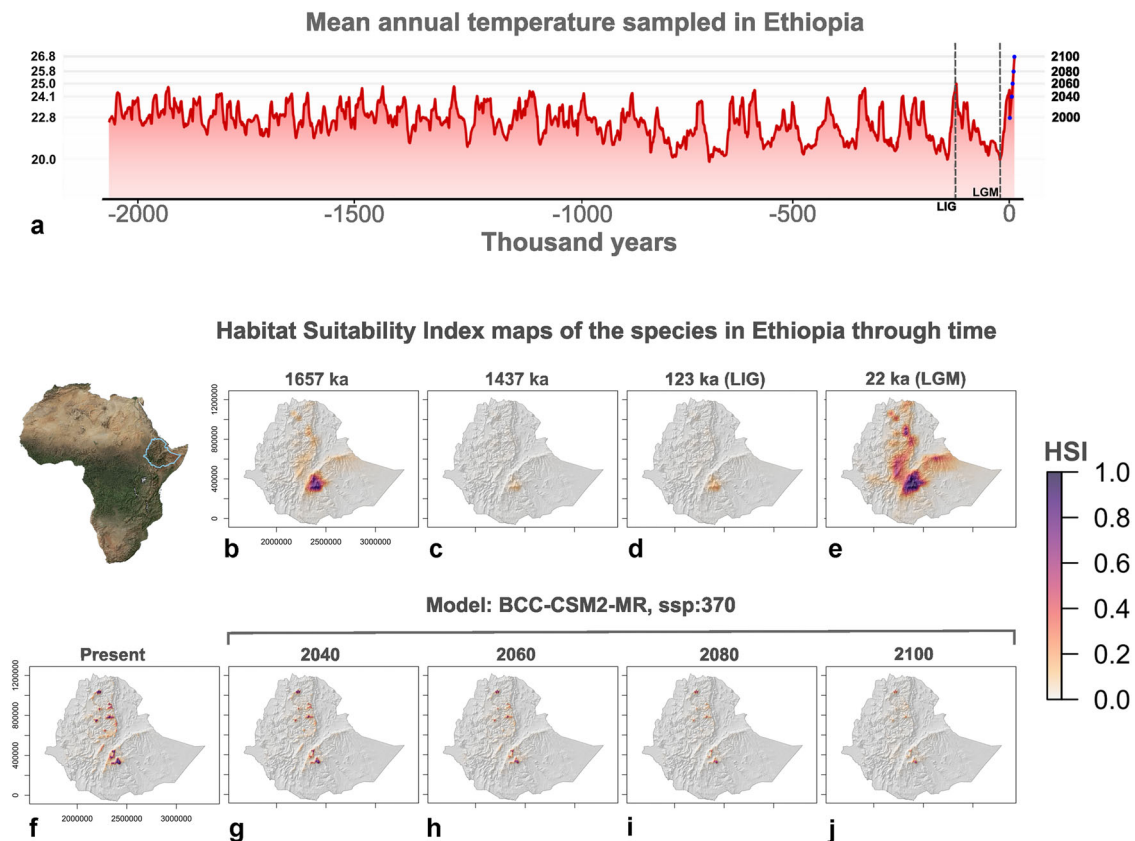 Mean annual temperature sampled in Ethiopia
26.8
25.8
25.0
24.1
22.8
20.0
2100
2080
2060
2040
2000
LGM
LIG
-2000 -1500 -1000 -500 0
a
Thousand years
Habitat Suitability Index maps of the species in Ethiopia through time
1657 ka 1437 ka 123 ka (LIG) 22 ka (LGM)
1200000
800000
400000
0
2000000 2500000 3000000
b c d e
HSI
1.0
0.8
0.6
0.4
0.2
0.0
Model: BCC-CSM2-MR, ssp:370
Present 2040 2060 2080 2100
1200000
800000
400000
0
2000000 2500000 3000000
f g h i j